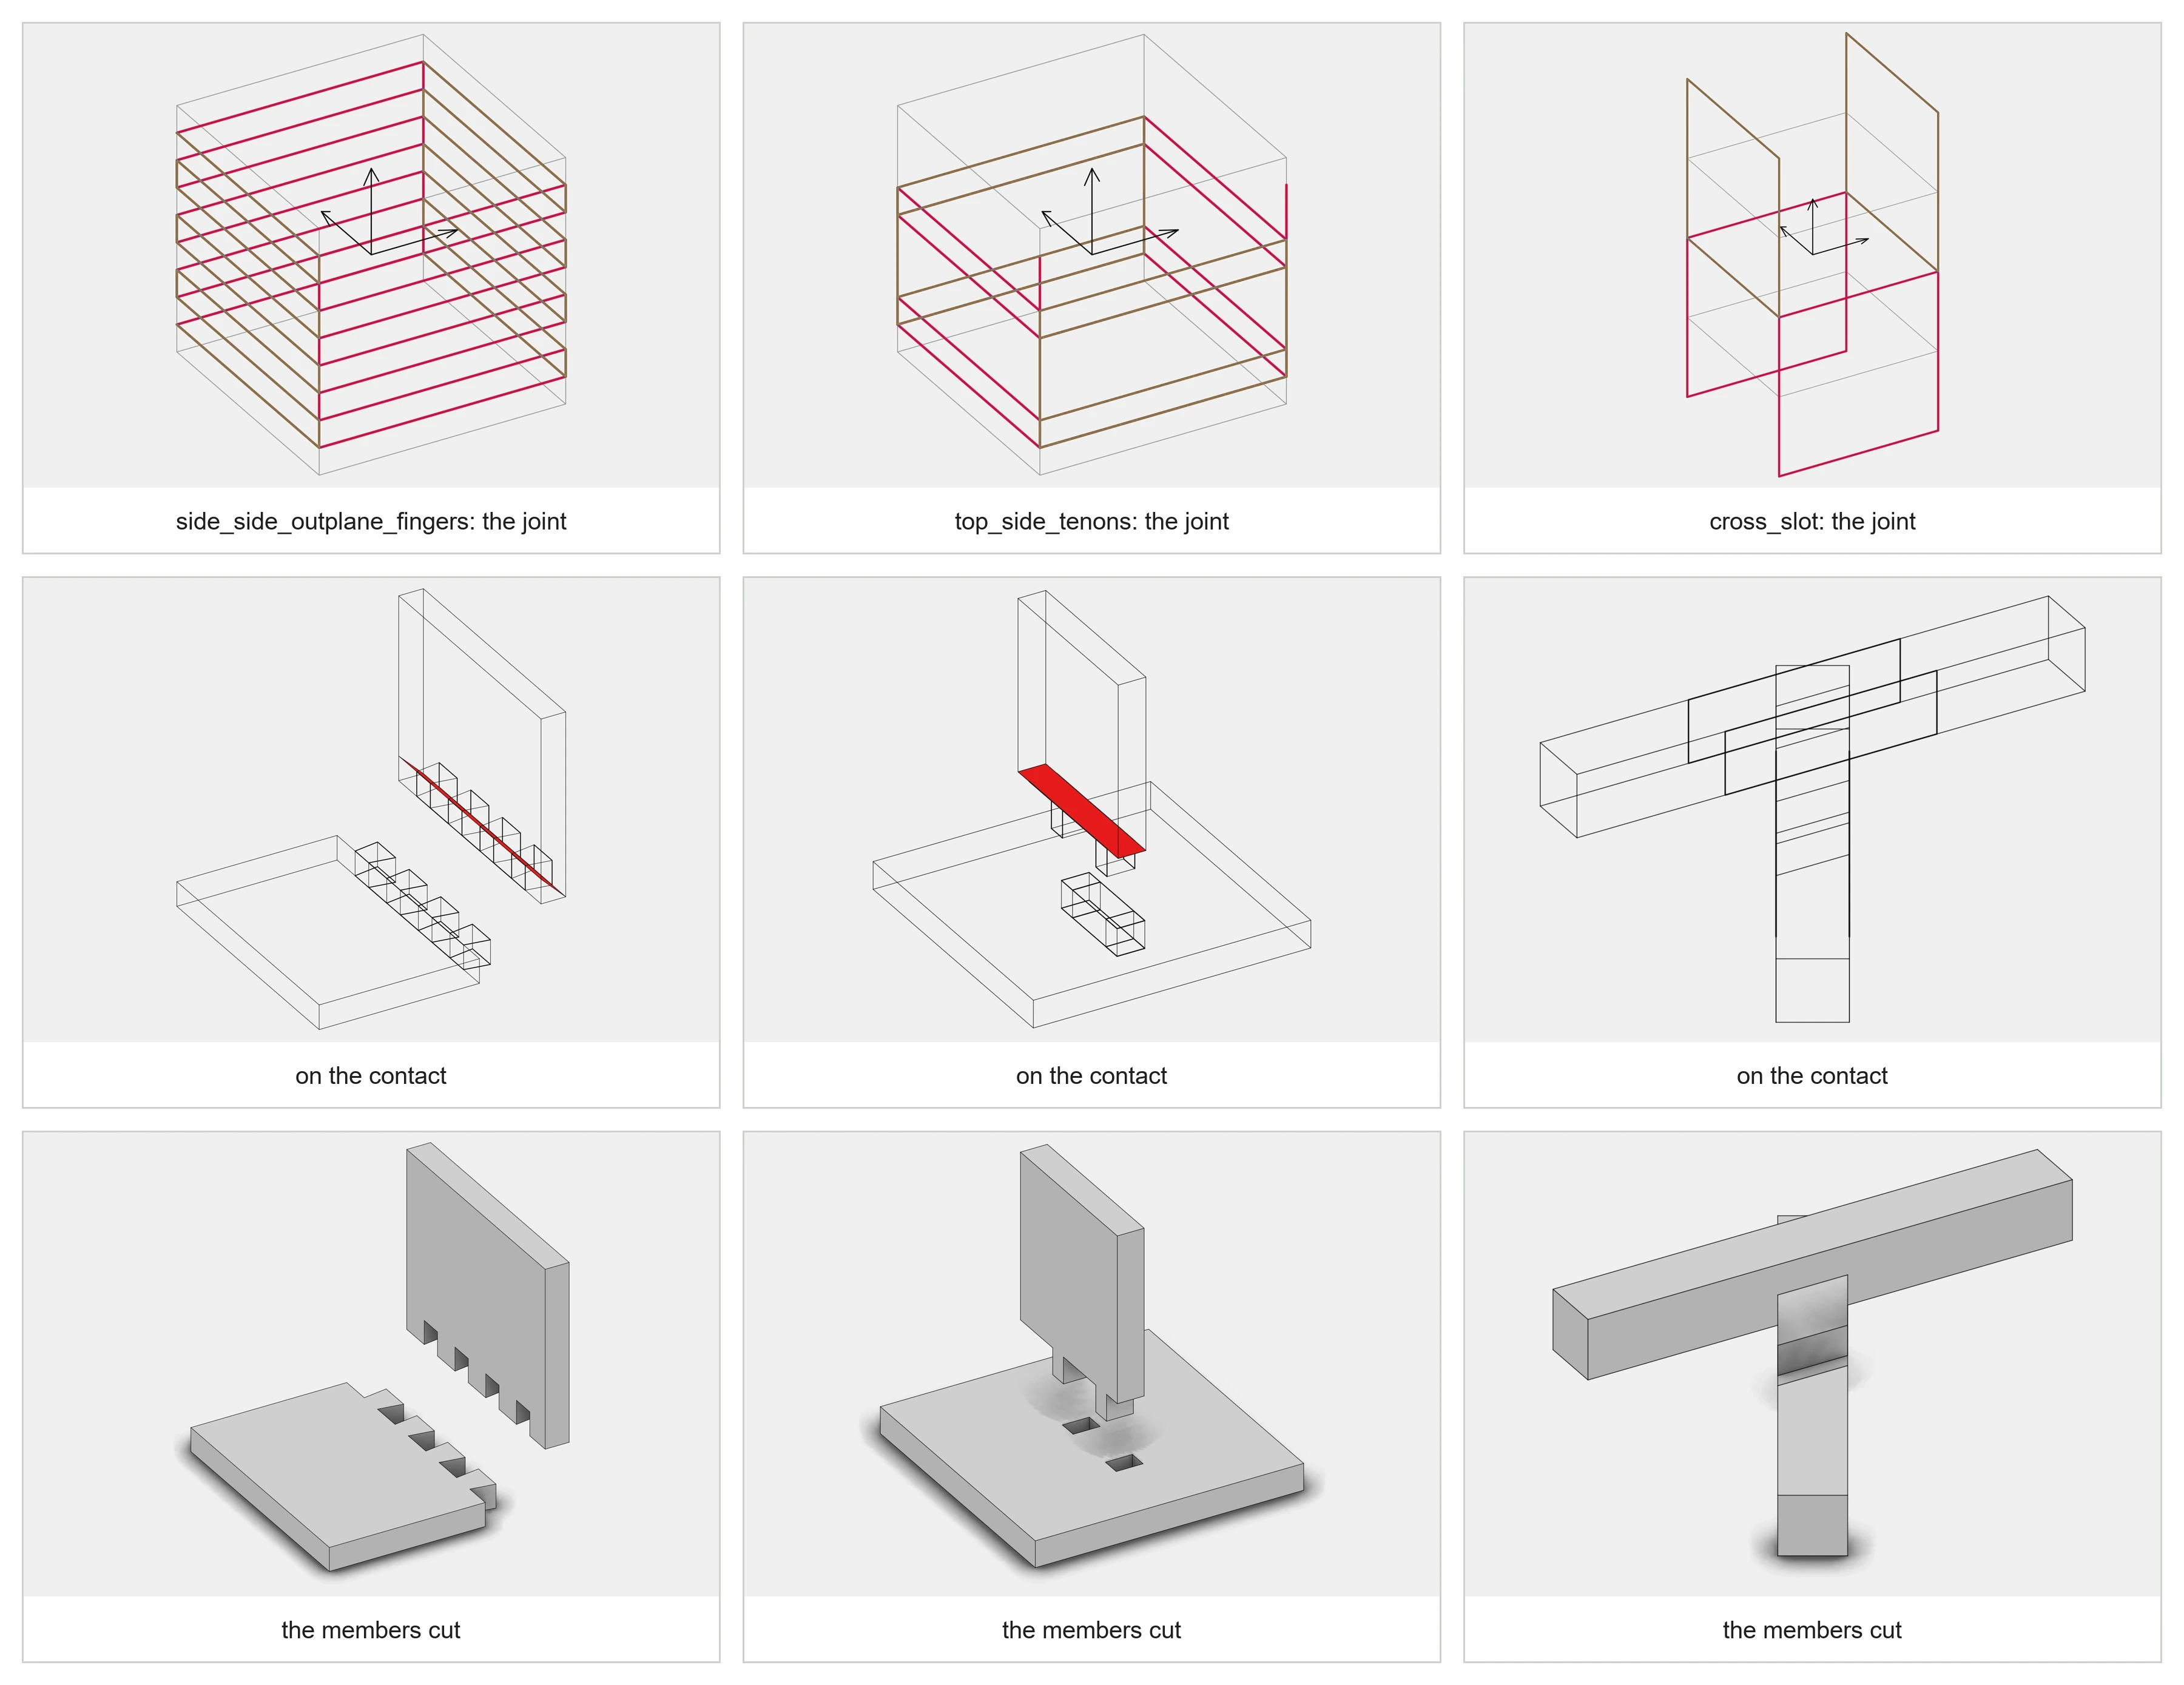 side_side_outplane_fingers: the joint
top_side_tenons: the joint
cross_slot: the joint
on the contact
on the contact
on the contact
the members cut
the members cut
the members cut